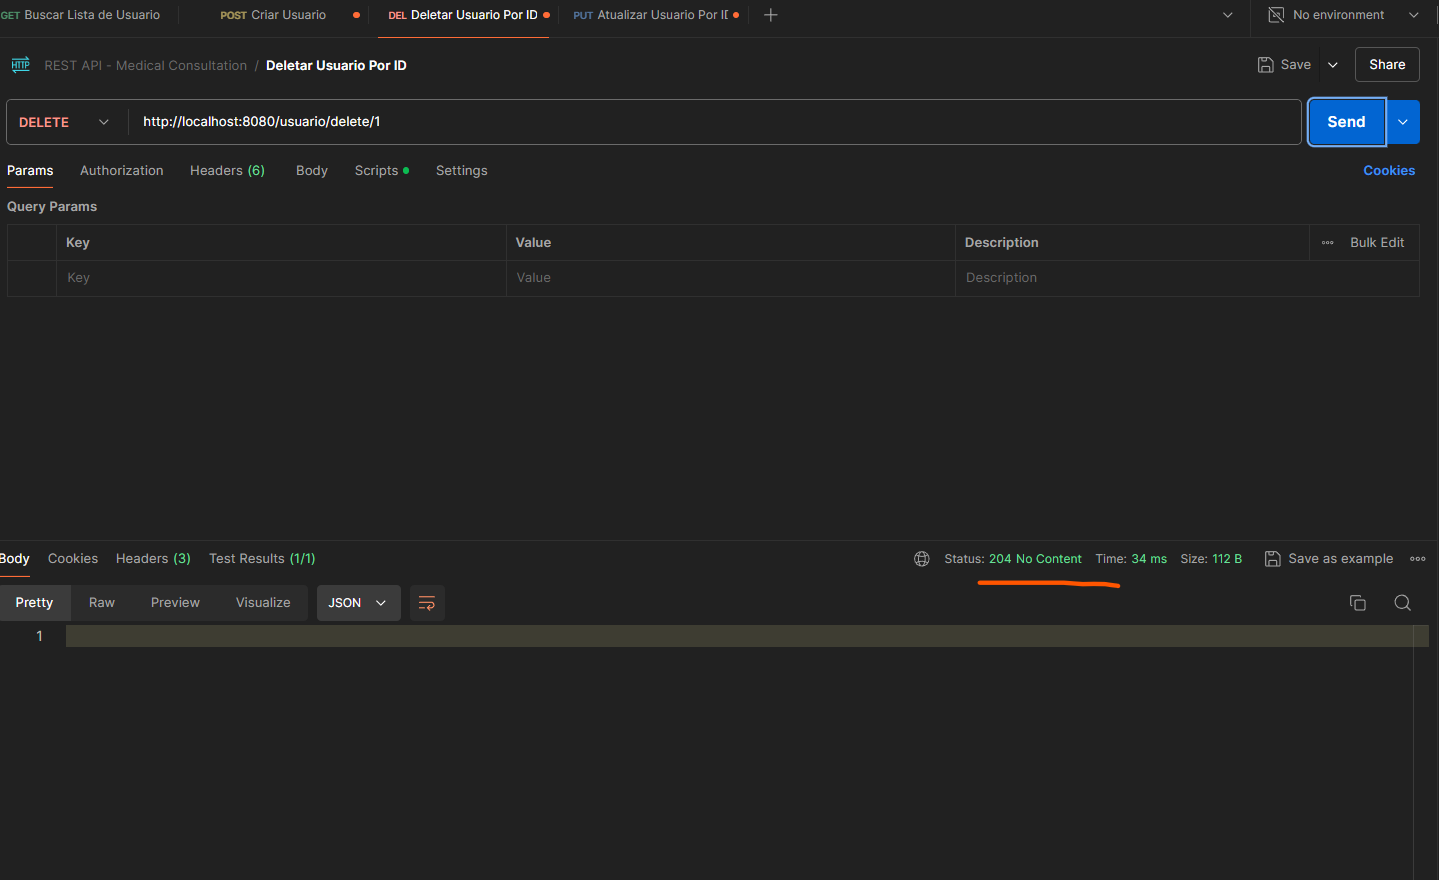 GET Buscar Lista de Usuario POST Criar Usuario DEL Deletar Usuario Por ID PUT Atualizar Usuario Por II No environment
HTTP REST API - Medical Consultation / Deletar Usuario Por ID Save Share
DELETE http://localhost:8080/usuario/delete/1 Send
Params Authorization Headers (6) Body Scripts Settings Cookies
Query Params
Key Value Description Bulk Edit
Key Value Description
Body Cookies Headers (3) Test Results (1/1) Status: 204 No Content Time: 34 ms Size: 112 B Save as example
Pretty Raw Preview Visualize JSON
1